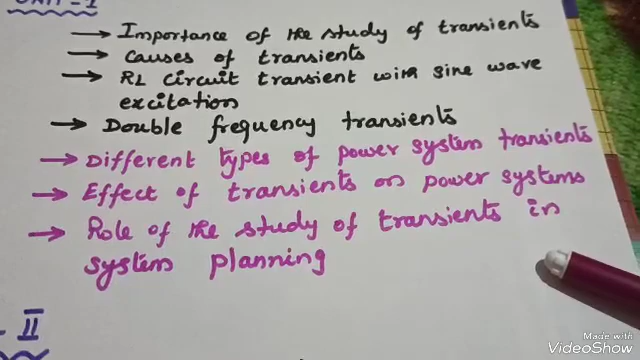 UNIT - I
→ Importance of the study of transients
→ Causes of transients
→ RL circuit transient with sine wave
excitation
→ Double frequency transients
→ Different types of power system transients
→ Effect of transients on power systems
→ Role of the study of transients in
system planning
- II
Made with
VideoShow